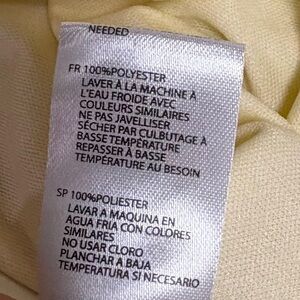 NEEDED
FR 100%POLYESTER
LAVER À LA MACHINE À
L'EAU FROIDE AVEC
COULEURS SIMILAIRES
NE PAS JAVELLISER
SÉCHER PAR CULBUTAGE À
BASSE TEMPÉRATURE
REPASSER À BASSE
TEMPÉRATURE AU BESOIN
SP 100%POLIESTER
LAVAR A MAQUINA EN
AGUA FRIA CON COLORES
SIMILARES
NO USAR CLORO
PLANCHAR A BAJA
TEMPERATURA SI NECESARIO